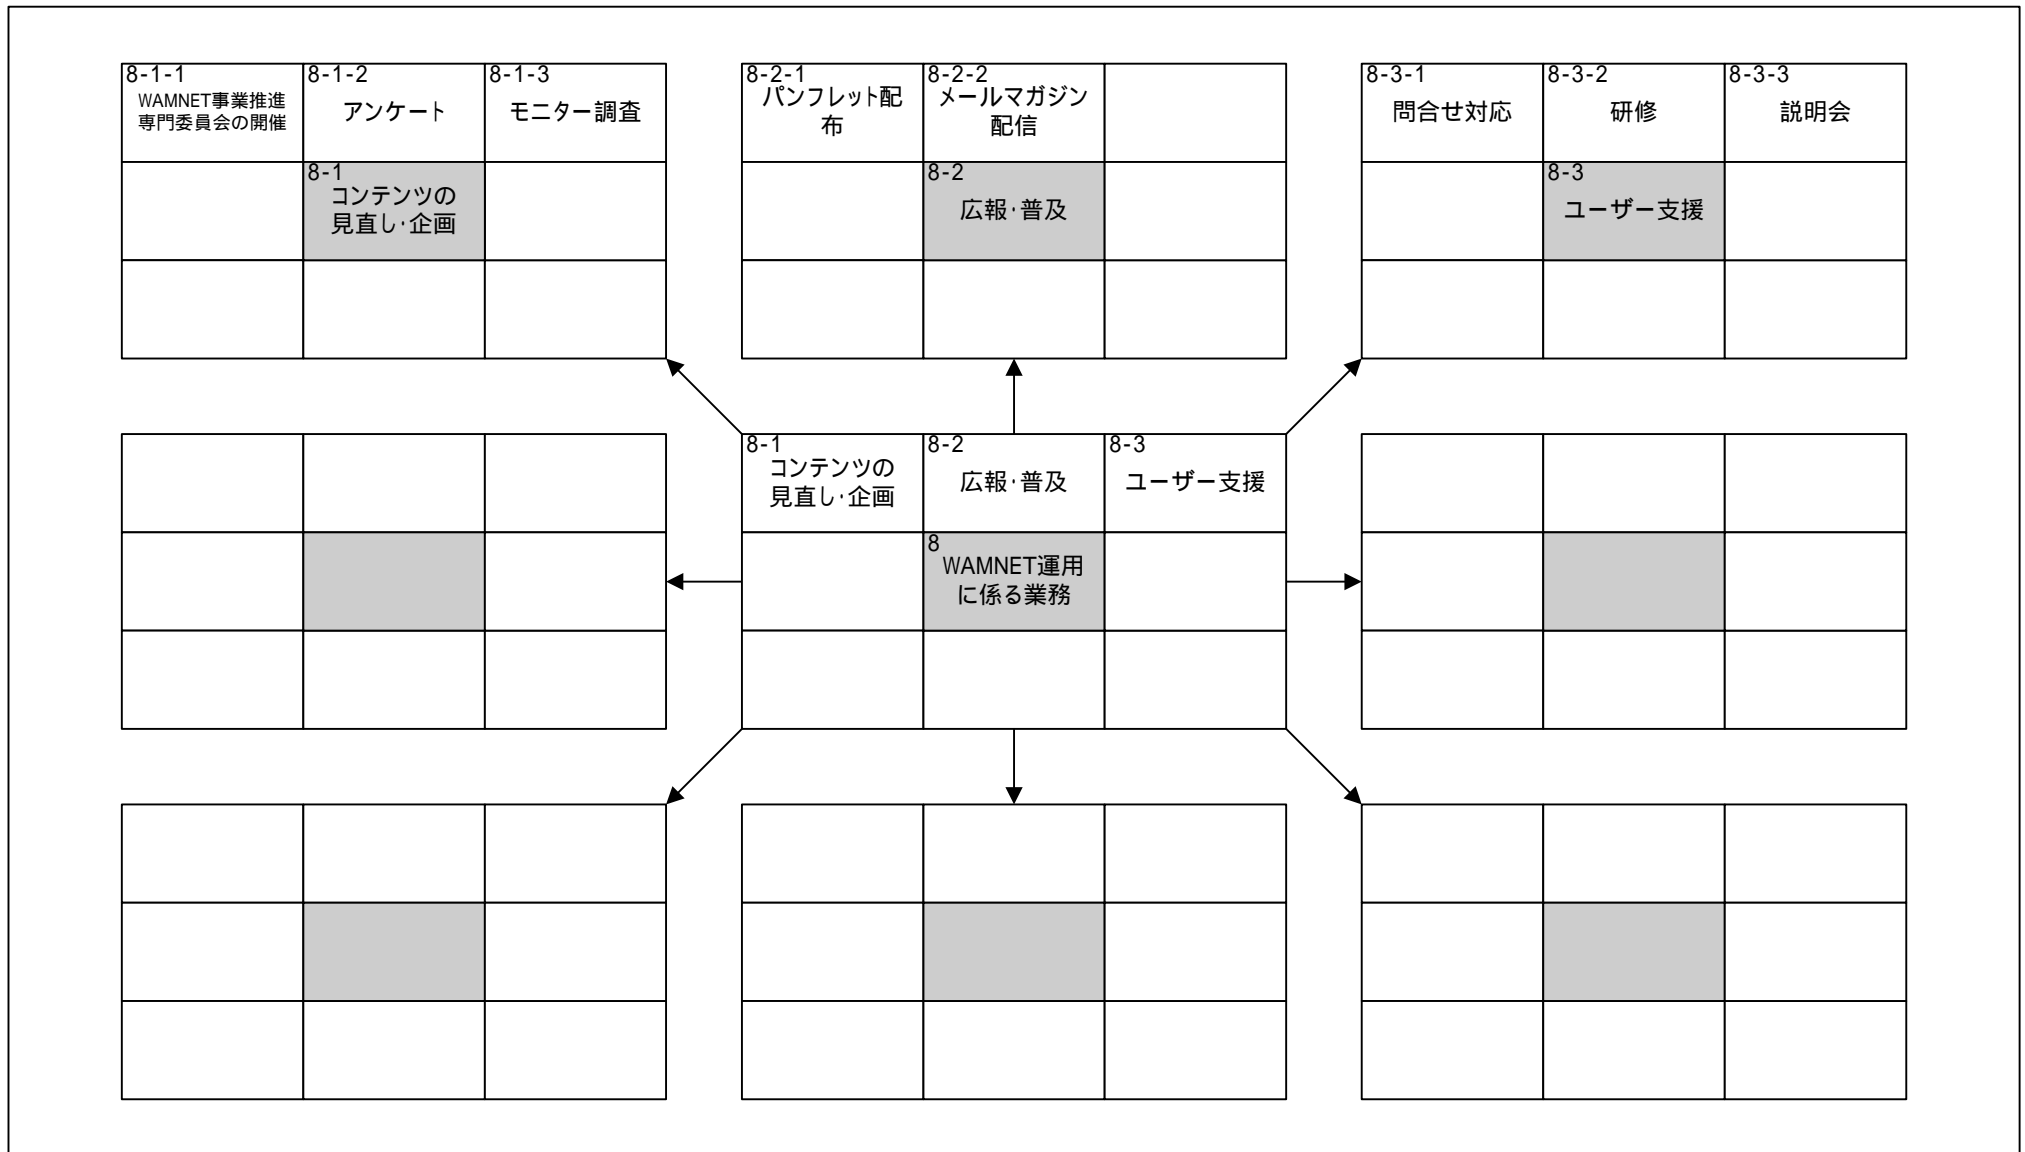 8-1-1
WAMNET事業推進
専門委員会の開催
8-1-2
アンケート
8-1-3
モニター調査
8-1
コンテンツの
見直し・企画
8-2-1
パンフレット配
布
8-2-2
メールマガジン
配信
8-2
広報・普及
8-3-1
問合せ対応
8-3-2
研修
8-3-3
説明会
8-3
ユーザー支援
8-1
コンテンツの
見直し・企画
8-2
広報・普及
8-3
ユーザー支援
8
WAMNET運用
に係る業務